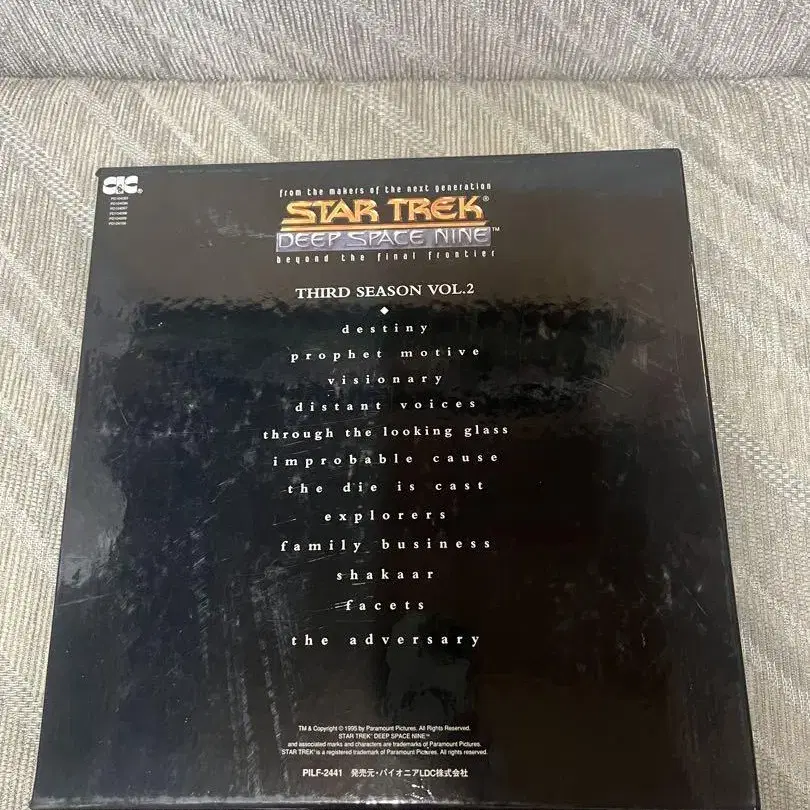 CIC®
from the makers of the next generation
STAR TREK®
DEEP SPACE NINE™
beyond the final frontier
THIRD SEASON VOL.2
destiny
prophet motive
visionary
distant voices
through the looking glass
improbable cause
the die is cast
explorers
family business
shakaar
facets
the adversary
TM & Copyright © 1995 by Paramount Pictures. All Rights Reserved.
STAR TREK® DEEP SPACE NINE™
and associated marks and characters are trademarks of Paramount Pictures.
STAR TREK® is a registered trademark of Paramount Pictures. All rights reserved.
PILF-2441 発売元・パイオニアLDC株式会社